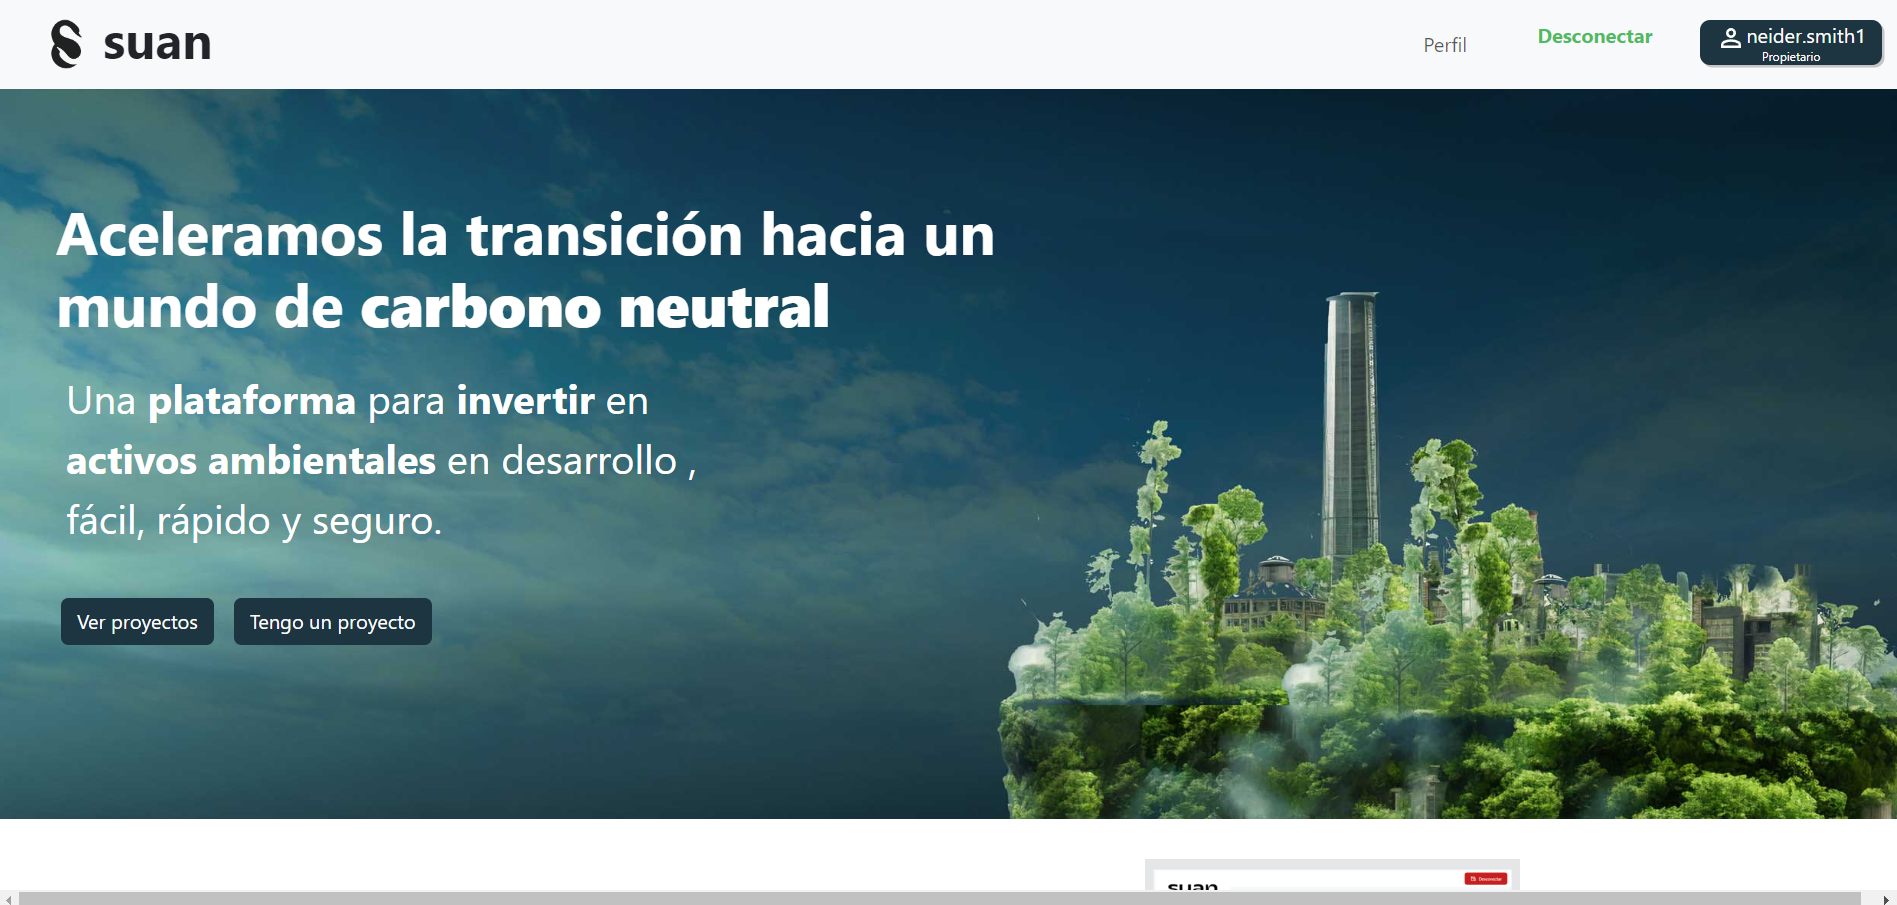 suan
Perfil
Desconectar
neider.smith1
Propietario
Aceleramos la transición hacia un
mundo de carbono neutral
Una plataforma para invertir en
activos ambientales en desarrollo ,
fácil, rápido y seguro.
Ver proyectos
Tengo un proyecto
suan
Desconectar